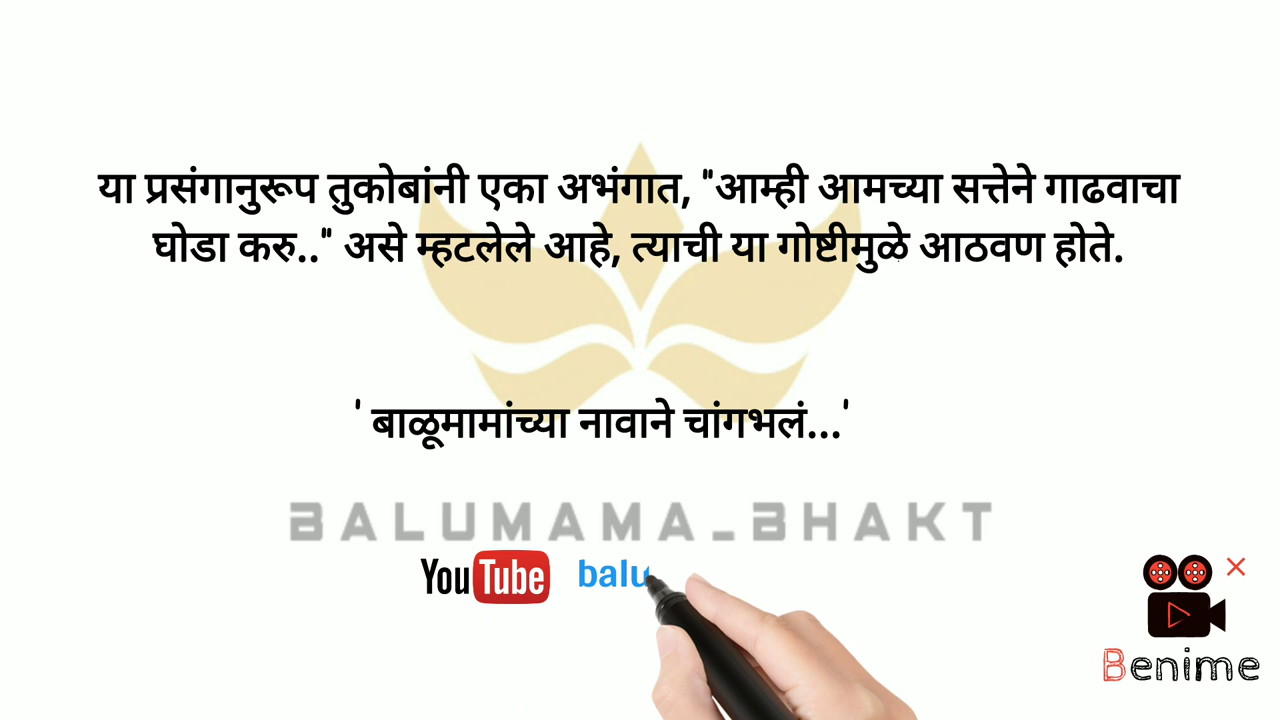 या प्रसंगानुरूप तुकोबांनी एका अभंगात, "आम्ही आमच्या सत्तेने गाढवाचा
घोडा करु.." असे म्हटलेले आहे, त्याची या गोष्टीमुळे आठवण होते.
' बाळूमामांच्या नावाने चांगभलं...'
BALUMAMA_BHAKT
YouTube balu
Benime